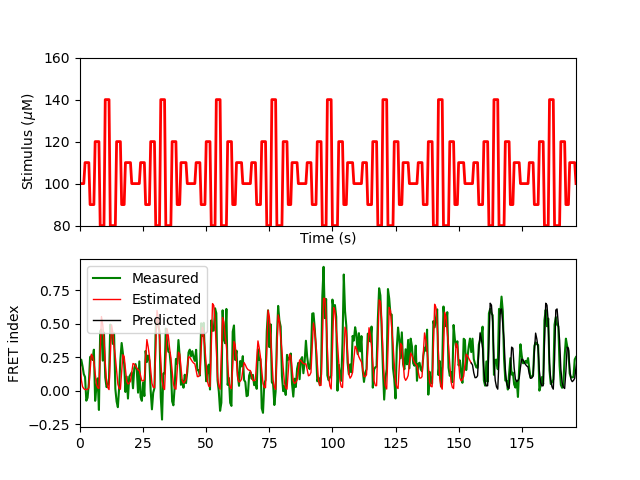 160
140
120
100
80
Stimulus (μM)
Time (s)
Measured
Estimated
Predicted
0.75
0.50
0.25
0.00
−0.25
FRET index
0 25 50 75 100 125 150 175